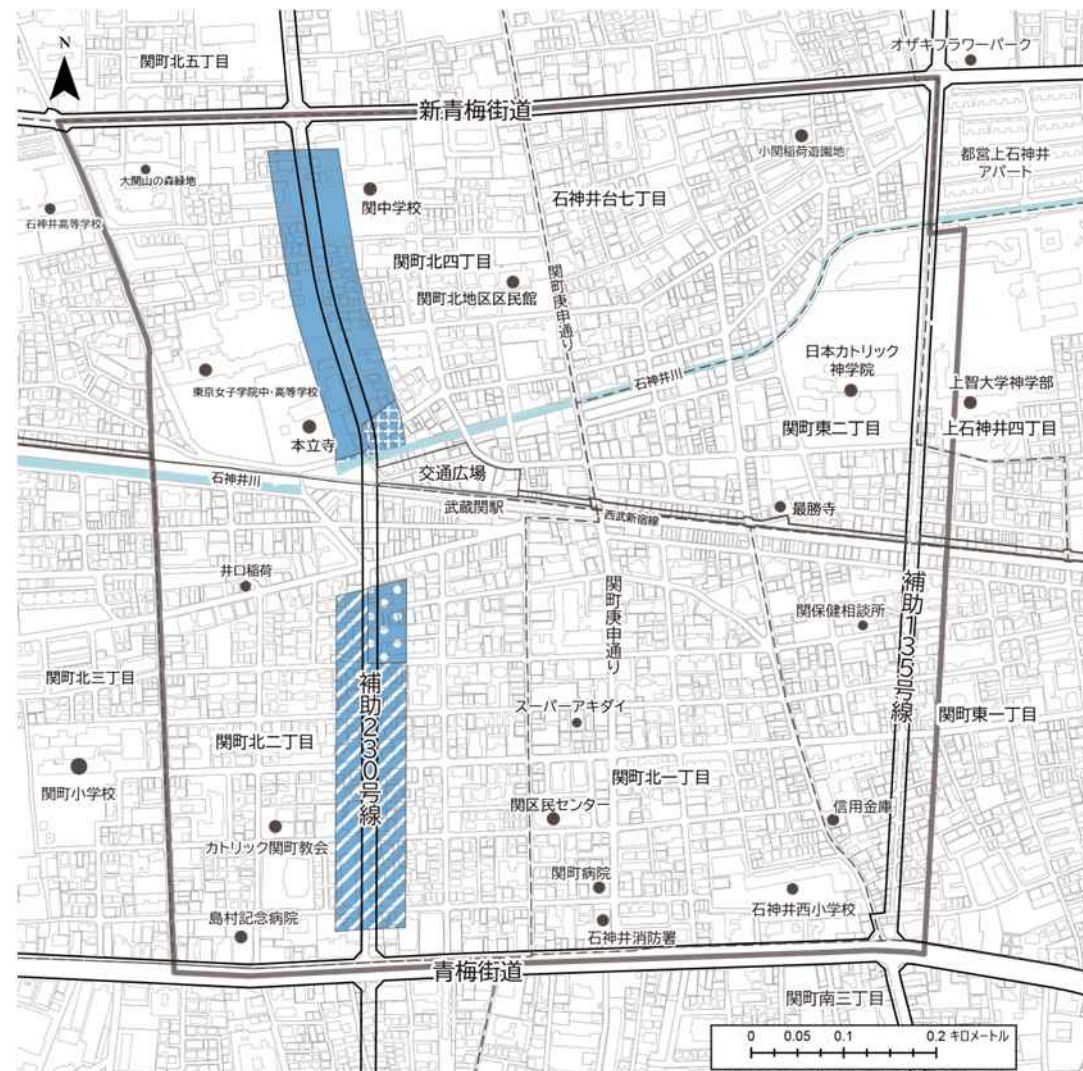 N
関町北五丁目
オザキフラワーパーク
新青梅街道
小関稲荷遊園地
都営上石神井
アパート
大関山の森緑地
石神井高等学校
関中学校
石神井台七丁目
関町北四丁目
関町北地区区民館
関町庚申通り
日本カトリック
神学院
東京女子学院中・高等学校
石神井川
上智大学神学部
本立寺
関町東二丁目
上石神井四丁目
交通広場
石神井川
武蔵関駅
西武新宿線
最勝寺
井口稲荷
関町庚申通り
補助135号線
関保健相談所
関町北三丁目
補助230号線
スーパーアキダイ
関町東一丁目
関町北二丁目
関町北一丁目
関町小学校
関区民センター
信用金庫
カトリック関町教会
関町病院
石神井西小学校
島村記念病院
石神井消防署
青梅街道
関町南三丁目
0 0.05 0.1 0.2 キロメートル